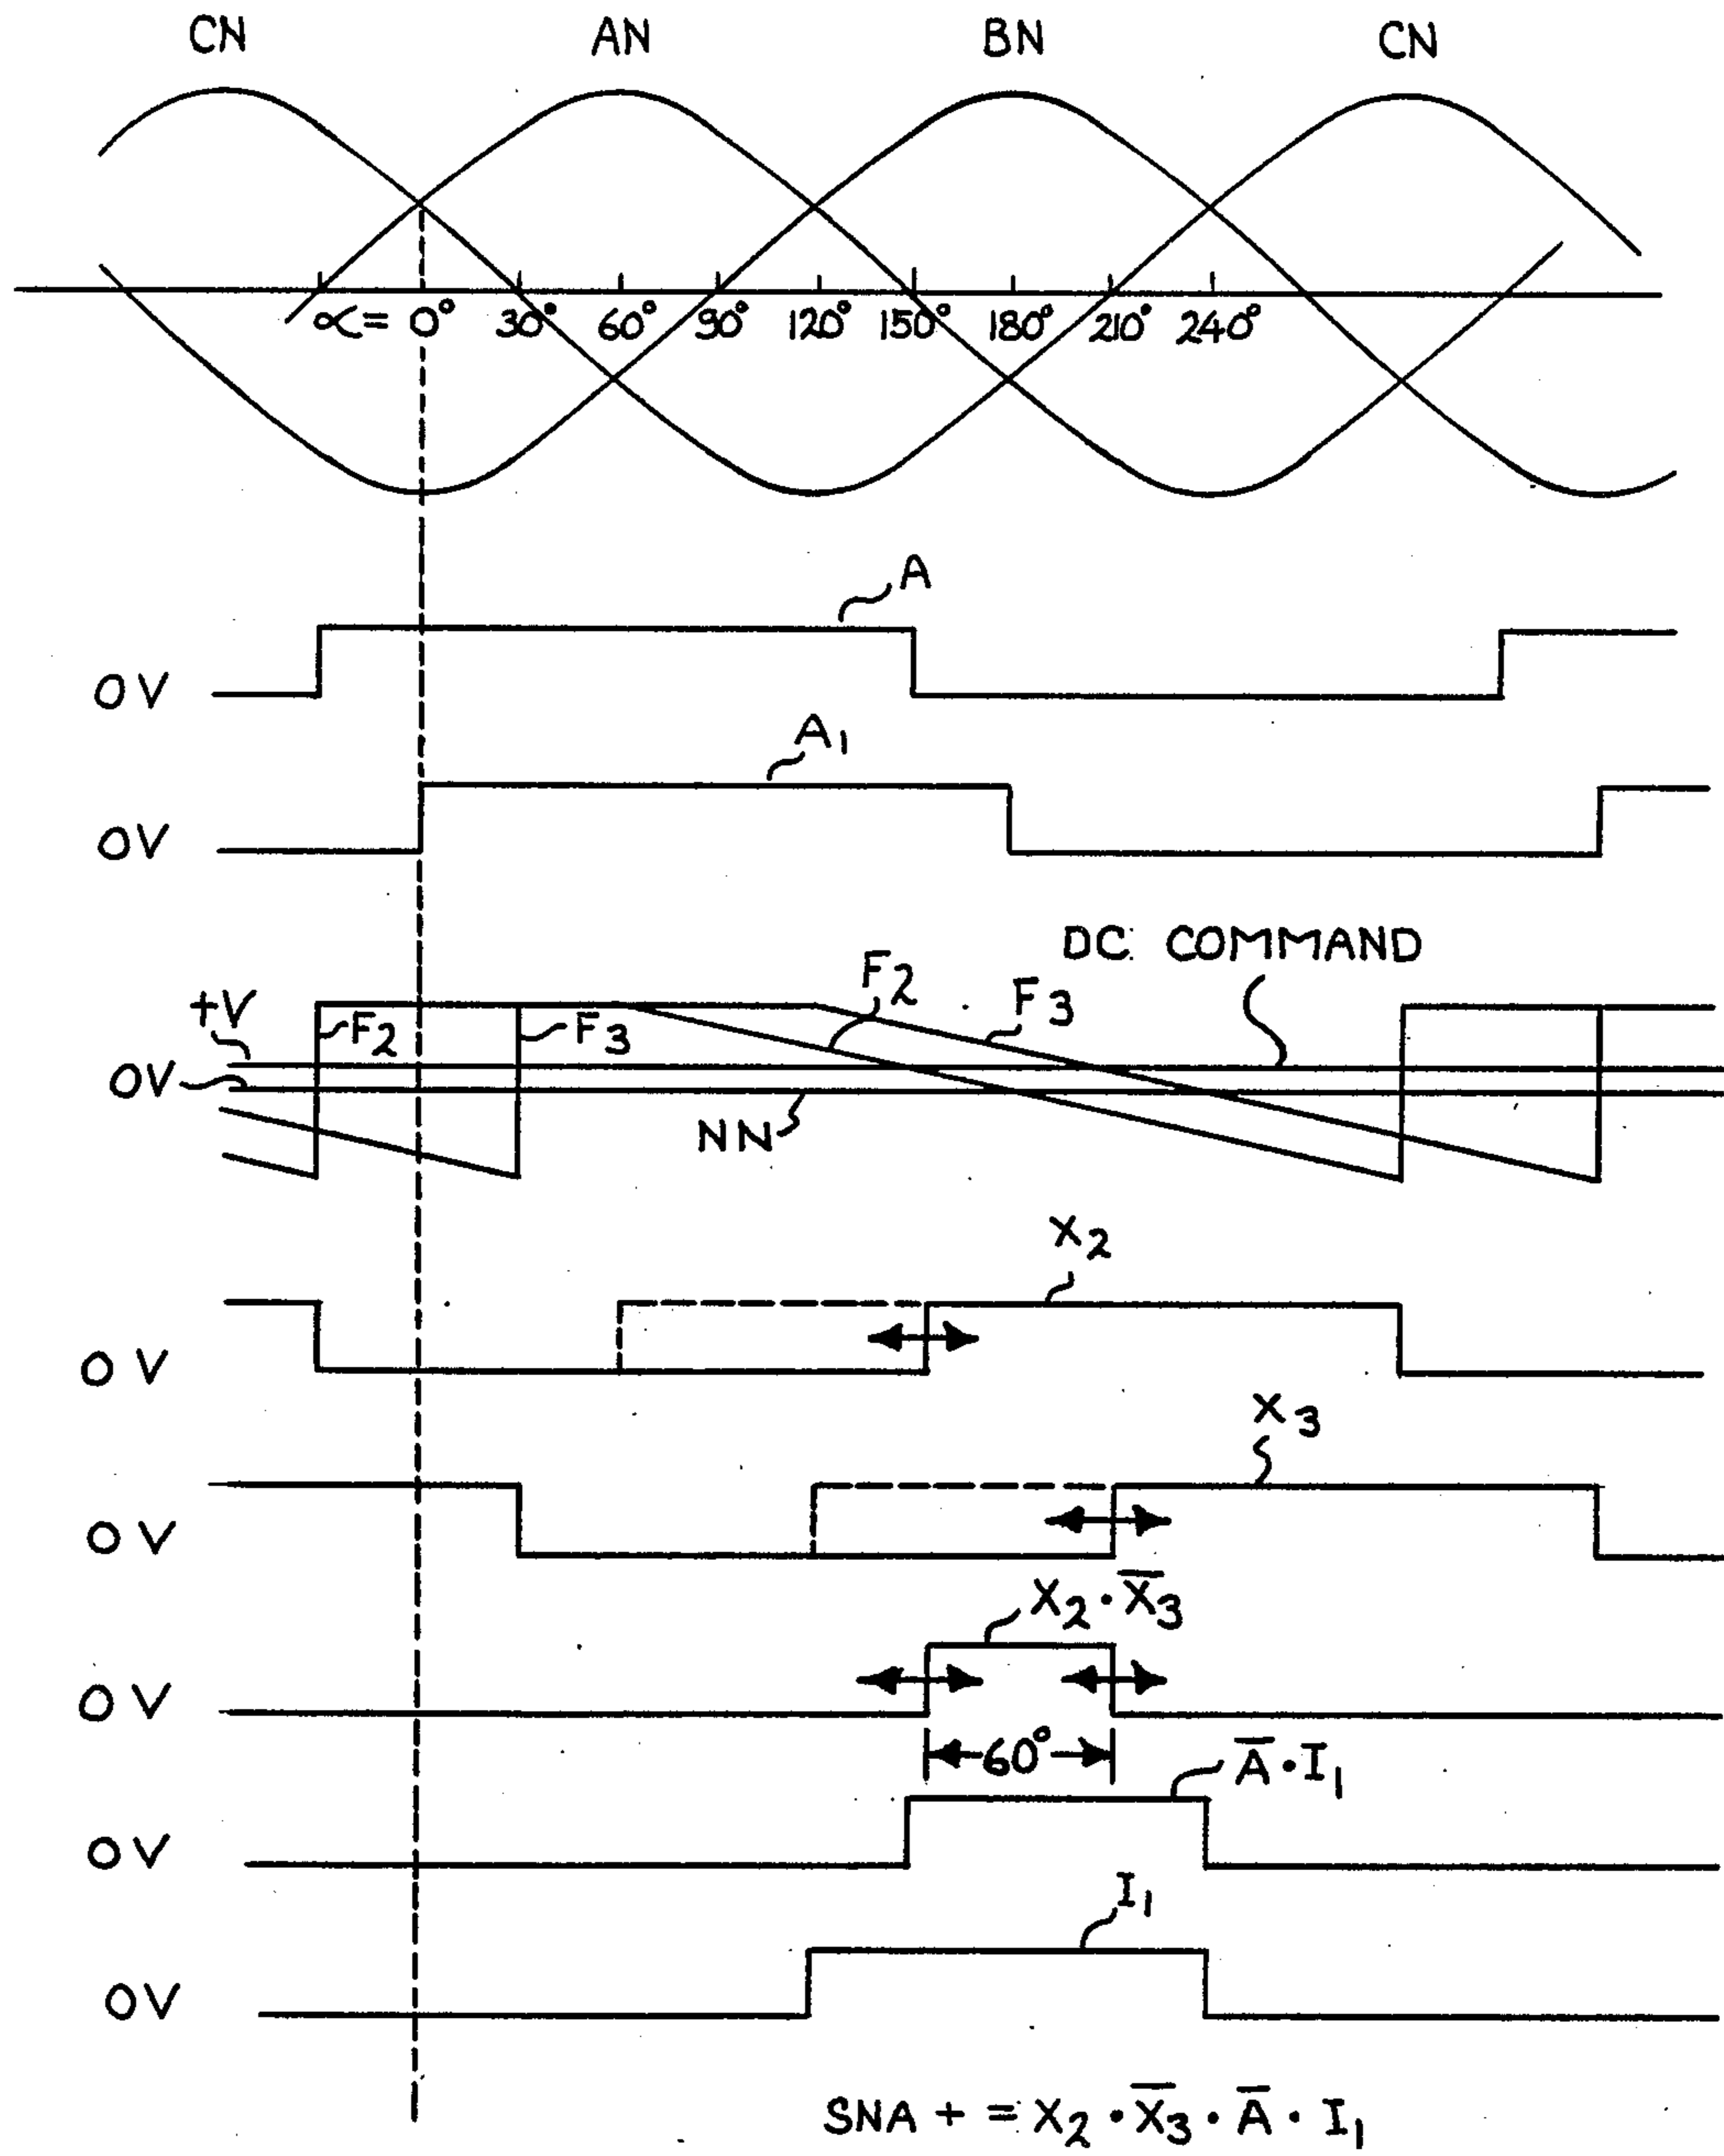 CN AN BN CN
∝= 0° 30° 60° 90° 120° 150° 180° 210° 240°
A
0V
A₁
0V
DC COMMAND
F2 F3
+V F2 F3
0V
NN
X₂
0V
X₃
0V
X₂·X̅₃
0V
60°
A̅·I₁
0V
I₁
0V
SNA + = X₂·X̅₃·A̅·I₁